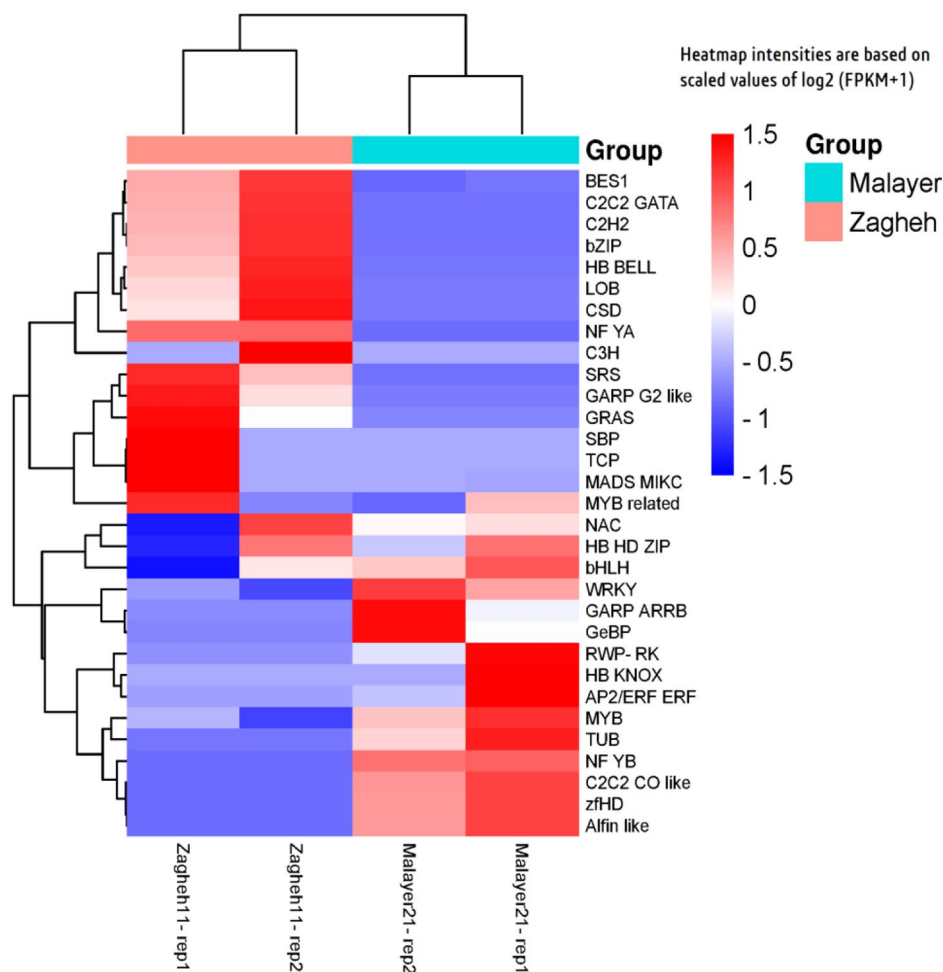 Heatmap intensities are based on
scaled values of log2 (FPKM+1)
Group
BES1
C2C2 GATA
C2H2
bZIP
HB BELL
LOB
CSD
NF YA
C3H
SRS
GARP G2 like
GRAS
SBP
TCP
MADS MIKC
MYB related
NAC
HB HD ZIP
bHLH
WRKY
GARP ARRB
GeBP
RWP- RK
HB KNOX
AP2/ERF ERF
MYB
TUB
NF YB
C2C2 CO like
zfHD
Alfin like
1.5
1
0.5
0
- 0.5
- 1
- 1.5
Group
Malayer
Zagheh
Zagheh11- rep1
Zagheh11- rep2
Malayer21- rep2
Malayer21- rep1